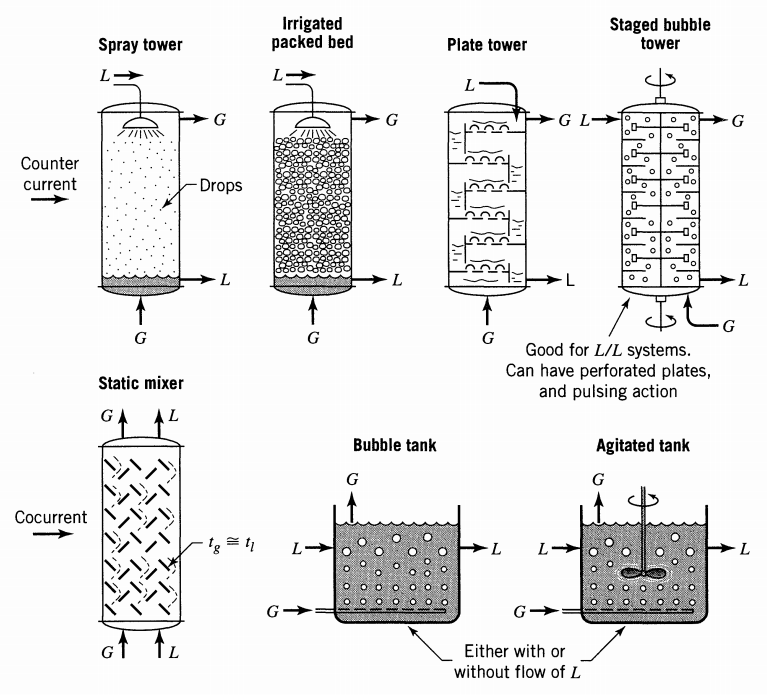 Spray tower
Irrigated
packed bed
Plate tower
Staged bubble
tower
L
L
L
G
G
G
L
G
Counter
current
Drops
L
L
L
L
G
G
G
G
Good for L/L systems.
Can have perforated plates,
and pulsing action
Static mixer
G
L
Cocurrent
t_g ≅ t_l
G
L
Bubble tank
Agitated tank
G
G
L
L
L
L
G
G
Either with or
without flow of L